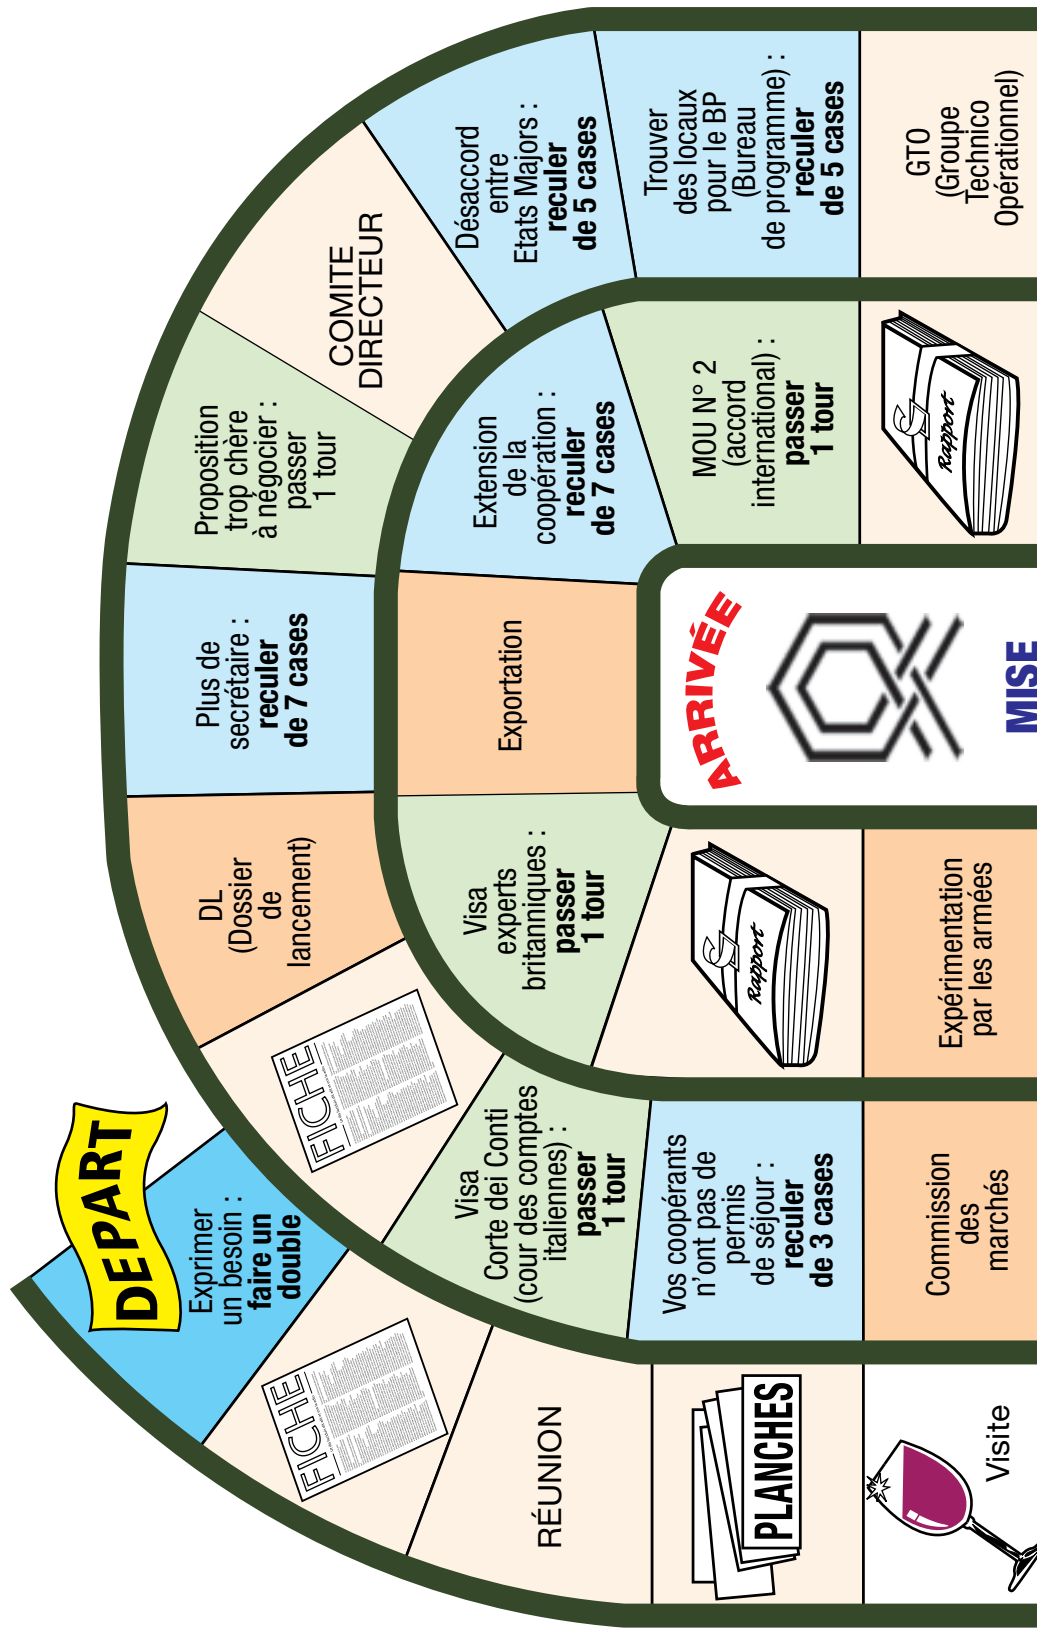 DEPART
Exprimer
un besoin :
faire un
double
FICHE
RÉUNION
PLANCHES
Visite
GTO
(Groupe
Technico
Opérationnel)
Trouver
des locaux
pour le BP
(Bureau
de programme) :
reculer
de 5 cases
Désaccord
entre
Etats Majors :
reculer
de 5 cases
COMITE
DIRECTEUR
Proposition
trop chère
à négocier :
passer
1 tour
Plus de
secrétaire :
reculer
de 7 cases
DL
(Dossier
de
lancement)
FICHE
Visa
Corte dei Conti
(cour des comptes
italiennes) :
passer
1 tour
Vos coopérants
n'ont pas de
permis
de séjour :
reculer
de 3 cases
Commission
des
marchés
Rapport
MOU N° 2
(accord
international) :
passer
1 tour
Extension
de la
coopération :
reculer
de 7 cases
Exportation
Visa
experts
britanniques :
passer
1 tour
Rapport
Expérimentation
par les armées
ARRIVÉE
MISE